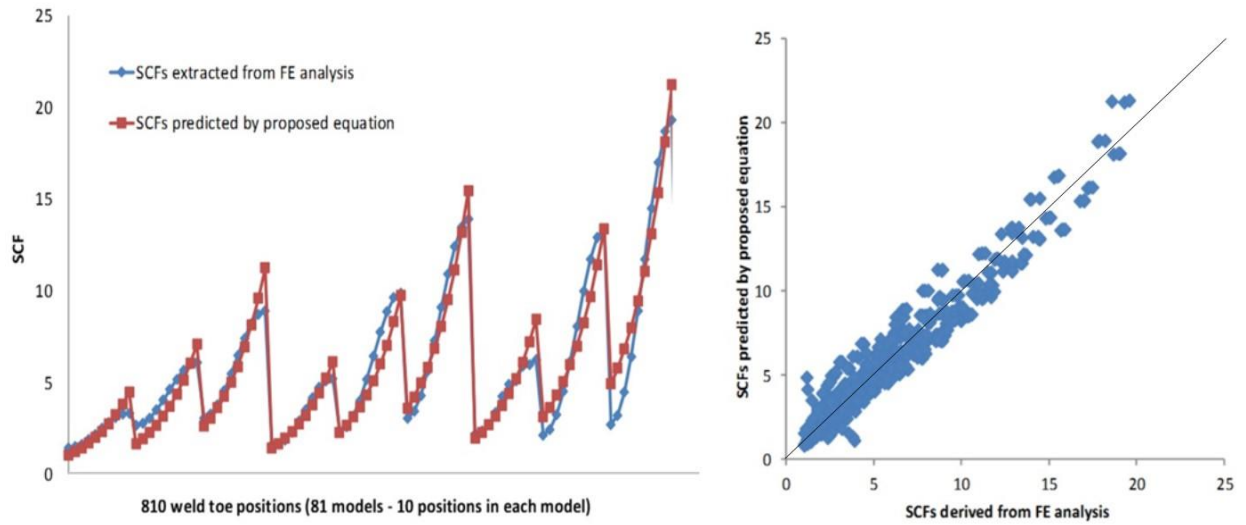 25
20
15
10
5
0
SCF
SCFs extracted from FE analysis
SCFs predicted by proposed equation
810 weld toe positions (81 models - 10 positions in each model)
25
20
15
10
5
0
SCFs predicted by proposed equation
0 5 10 15 20 25
SCFs derived from FE analysis